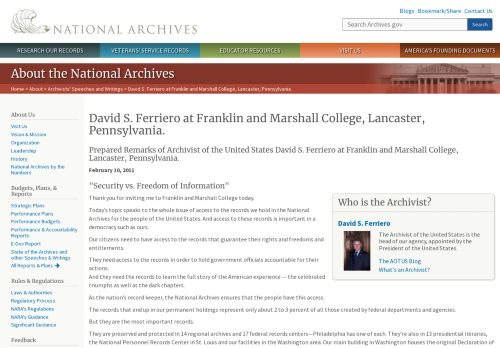 Blogs · Bookmark/Share · Contact Us
NATIONAL ARCHIVES
Search Archives.gov
Search
RESEARCH OUR RECORDS
VETERANS' SERVICE RECORDS
EDUCATOR RESOURCES
VISIT US
AMERICA'S FOUNDING DOCUMENTS
About the National Archives
Home > About > Archivists' Speeches and Writings > David S. Ferriero at Franklin and Marshall College, Lancaster, Pennsylvania.
About Us
Visit Us
Vision & Mission
Organization
Leadership
History
National Archives by the
Numbers
Budgets, Plans, &
Reports
Strategic Plans
Performance Plans
Performance Budgets
Performance & Accountability
Reports
E-Gov Report
State of the Archives and
other Speeches & Writings
All Reports & Plans
Rules & Regulations
Laws & Authorities
Regulatory Process
NARA's Regulations
NARA's Guidance
Significant Guidance
Feedback
David S. Ferriero at Franklin and Marshall College, Lancaster,
Pennsylvania.
Prepared Remarks of Archivist of the United States David S. Ferriero at Franklin and Marshall College,
Lancaster, Pennsylvania.
February 10, 2011
"Security vs. Freedom of Information"
Thank you for inviting me to Franklin and Marshall College today.
Today's topic speaks to the whole issue of access to the records we hold in the National
Archives for the people of the United States. And access to these records is important in a
democracy such as ours.
Our citizens need to have access to the records that guarantee their rights and freedoms and
entitlements.
They need access to the records in order to hold government officials accountable for their
actions.
And they need the records to learn the full story of the American experience — the celebrated
triumphs as well as the dark chapters.
As the nation's record keeper, the National Archives ensures that the people have this access.
The records that end up in our permanent holdings represent only about 2 to 3 percent of all those created by federal departments and agencies.
But they are the most important records.
They are preserved and protected in 14 regional archives and 17 federal records centers—Philadelphia has one of each. They're also in 13 presidential libraries,
the National Personnel Records Center in St. Louis and our facilities in the Washington area. Our main building in Washington houses the original Declaration of
Who is the Archivist?
David S. Ferriero
The Archivist of the United States is the
head of our agency, appointed by the
President of the United States.
The AOTUS Blog
What's an Archivist?